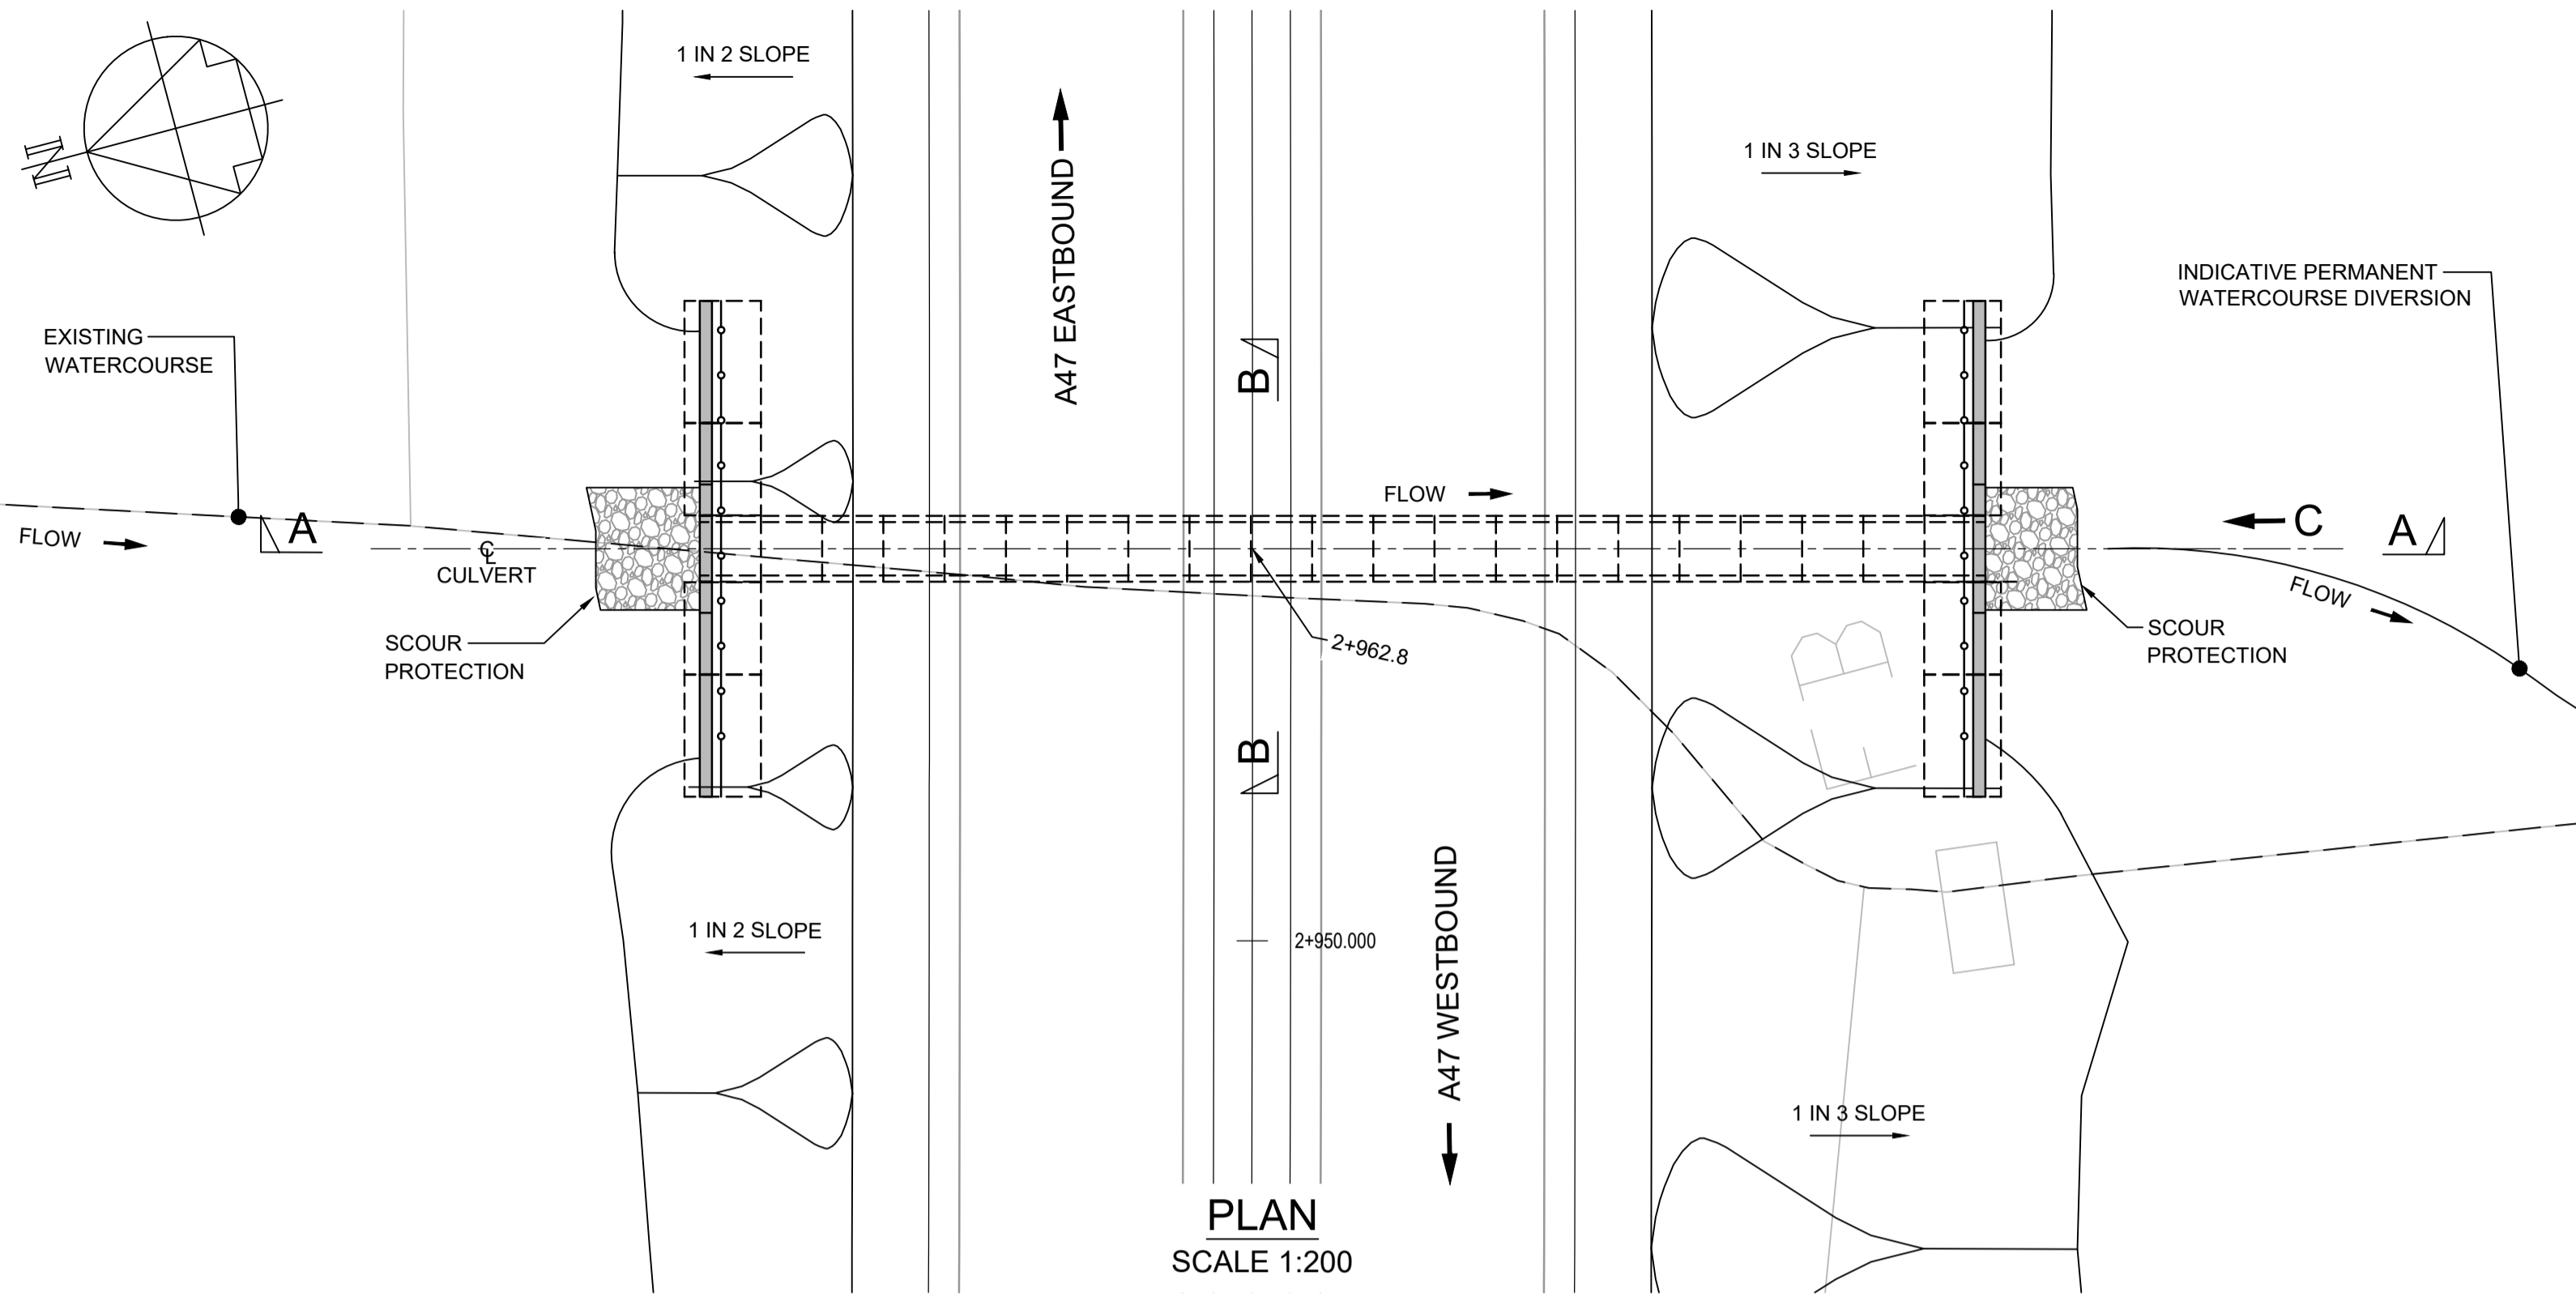 N
1 IN 2 SLOPE
A47 EASTBOUND
1 IN 3 SLOPE
INDICATIVE PERMANENT
WATERCOURSE DIVERSION
EXISTING
WATERCOURSE
B
FLOW
A
FLOW
C
A
FLOW
CL
CULVERT
SCOUR
PROTECTION
2+962.8
FB
SCOUR
PROTECTION
B
1 IN 2 SLOPE
2+950.000
A47 WESTBOUND
1 IN 3 SLOPE
PLAN
SCALE 1:200